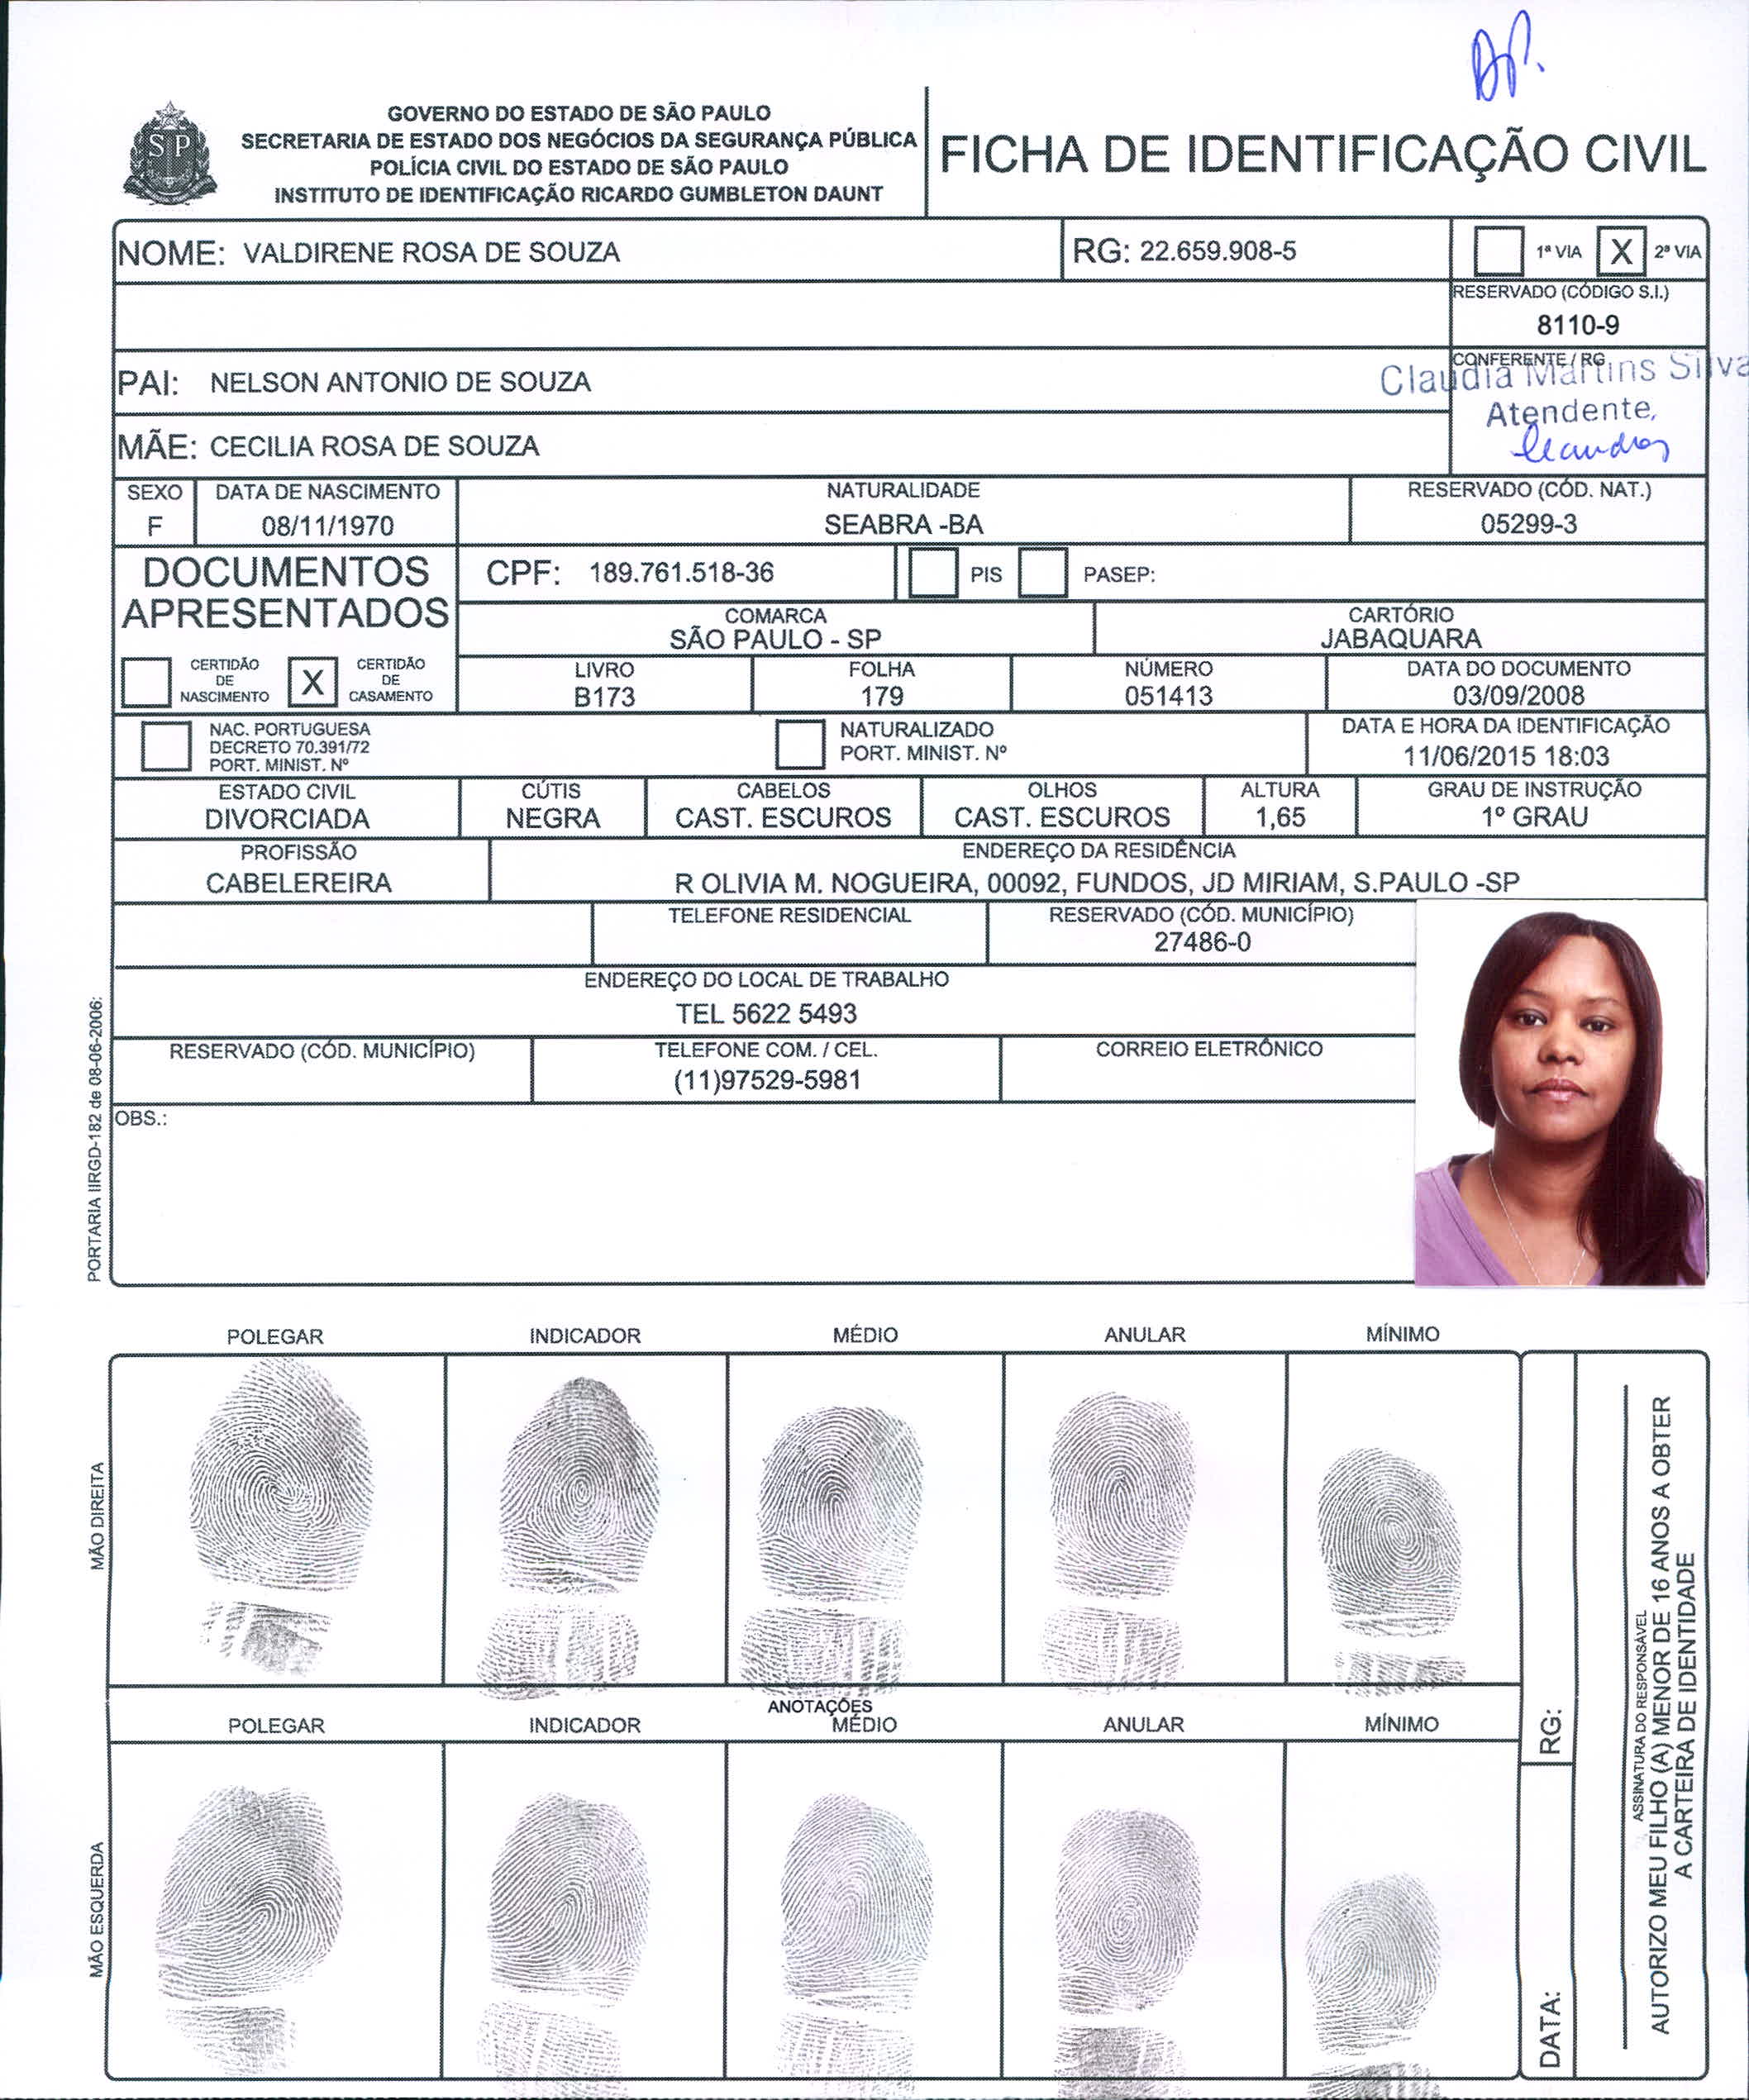 GOVERNO DO ESTADO DE SÃO PAULO
SECRETARIA DE ESTADO DOS NEGÓCIOS DA SEGURANÇA PÚBLICA
POLÍCIA CIVIL DO ESTADO DE SÃO PAULO
INSTITUTO DE IDENTIFICAÇÃO RICARDO GUMBLETON DAUNT
SP
FICHA DE IDENTIFICAÇÃO CIVIL
NOME: VALDIRENE ROSA DE SOUZA
RG: 22.659.908-5
1ª VIA X 2ª VIA
RESERVADO (CÓDIGO S.I.)
8110-9
PAI: NELSON ANTONIO DE SOUZA
CONFERENTE / RG
Claudia Martins Silva
Atendente,
MÃE: CECILIA ROSA DE SOUZA
SEXO DATA DE NASCIMENTO NATURALIDADE RESERVADO (CÓD. NAT.)
F 08/11/1970 SEABRA -BA 05299-3
DOCUMENTOS
APRESENTADOS
CPF: 189.761.518-36 PIS PASEP:
COMARCA CARTÓRIO
SÃO PAULO - SP JABAQUARA
CERTIDÃO
DE
NASCIMENTO
X
CERTIDÃO
DE
CASAMENTO
LIVRO FOLHA NÚMERO DATA DO DOCUMENTO
B173 179 051413 03/09/2008
NAC. PORTUGUESA
DECRETO 70.391/72
PORT. MINIST. Nº
NATURALIZADO
PORT. MINIST. Nº
DATA E HORA DA IDENTIFICAÇÃO
11/06/2015 18:03
ESTADO CIVIL CÚTIS CABELOS OLHOS ALTURA GRAU DE INSTRUÇÃO
DIVORCIADA NEGRA CAST. ESCUROS CAST. ESCUROS 1,65 1º GRAU
PROFISSÃO ENDEREÇO DA RESIDÊNCIA
CABELEREIRA R OLIVIA M. NOGUEIRA, 00092, FUNDOS, JD MIRIAM, S.PAULO -SP
TELEFONE RESIDENCIAL RESERVADO (CÓD. MUNICÍPIO)
27486-0
ENDEREÇO DO LOCAL DE TRABALHO
TEL 5622 5493
RESERVADO (CÓD. MUNICÍPIO) TELEFONE COM. / CEL. CORREIO ELETRÔNICO
(11)97529-5981
OBS.:
PORTARIA IIRGD-182 de 08-06-2006:
POLEGAR INDICADOR MÉDIO ANULAR MÍNIMO
MÃO DIREITA
ANOTAÇÕES
POLEGAR INDICADOR MÉDIO ANULAR MÍNIMO
MÃO ESQUERDA
RG:
DATA:
ASSINATURA DO RESPONSÁVEL
AUTORIZO MEU FILHO (A) MENOR DE 16 ANOS A OBTER
A CARTEIRA DE IDENTIDADE